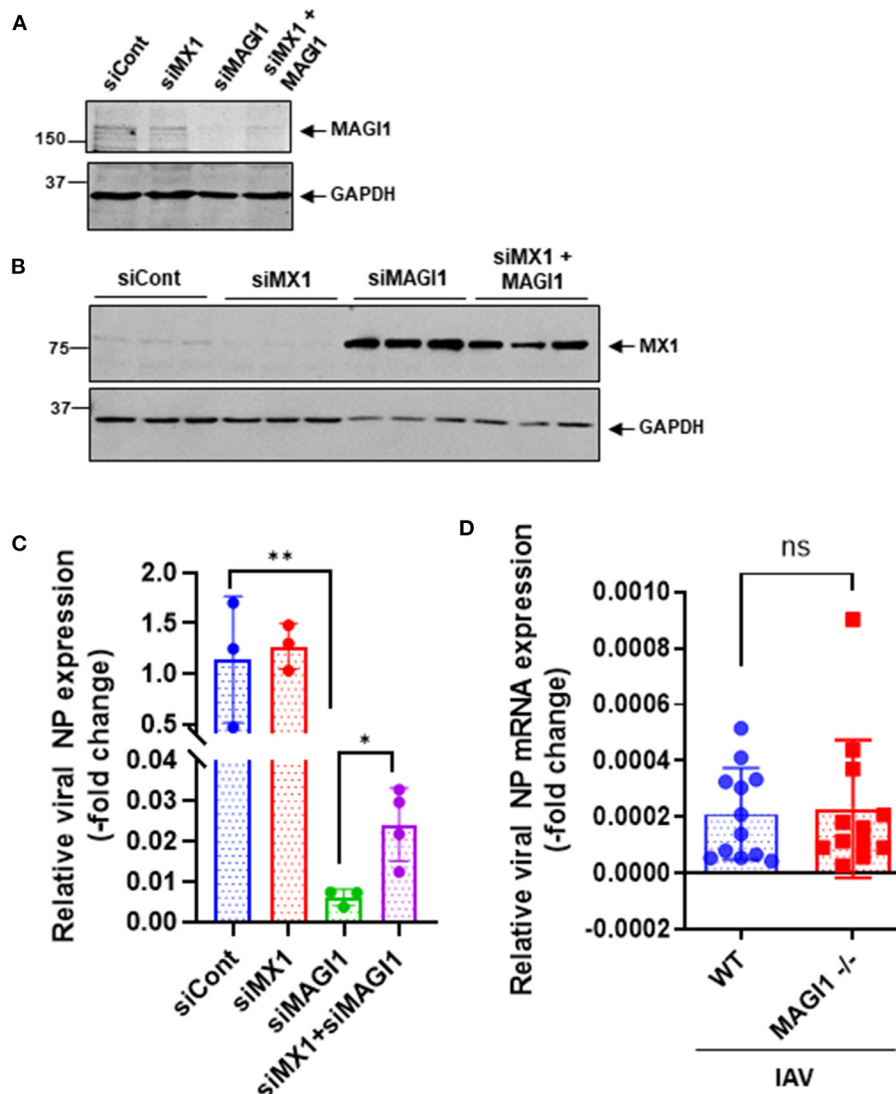 A
siCont
siMX1
siMAGI1
siMX1 +
MAGI1
150
MAGI1
37
GAPDH
B
siCont
siMX1
siMAGI1
siMX1 +
MAGI1
75
MX1
37
GAPDH
C
Relative viral NP expression
(-fold change)
2.0
1.5
1.0
0.5
0.04
0.03
0.02
0.01
0.00
**
*
siCont
siMX1
siMAGI1
siMX1+siMAGI1
D
Relative viral NP mRNA expression
(-fold change)
ns
0.0010
0.0008
0.0006
0.0004
0.0002
0.0000
-0.0002
WT
MAGI1 -/-
IAV